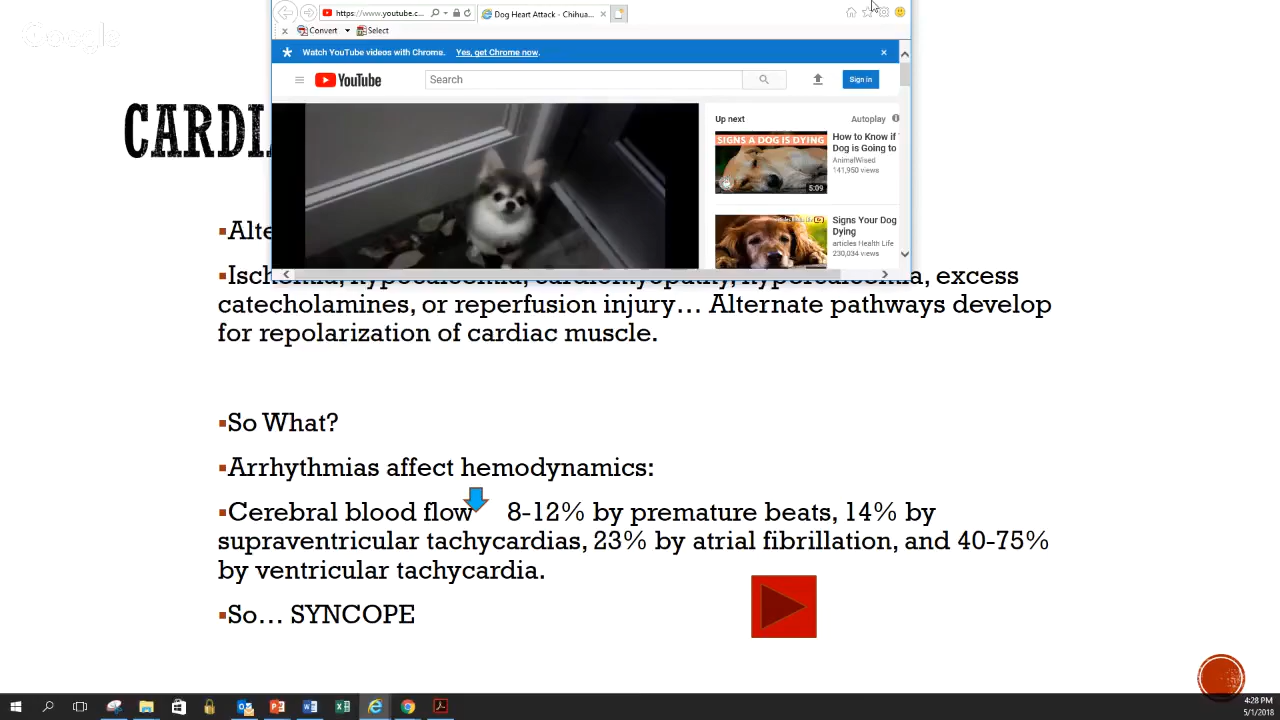 Google
https://www.youtube.c...
Dog Heart Attack - Chihua...
Convert
Select
Watch YouTube videos with Chrome. Yes, get Chrome now.
YouTube
Search
Sign in
Up next
Autoplay
SIGNS A DOG IS DYING
5:09
How to Know if
Dog is Going to
AnimalWised
141,950 views
Signs Your Dog
Dying
articles Health Life
230,034 views
CARDI
▪Alte
▪Ischemia, hypocalcemia, cardiomyopathy, hypercalcemia, excess
catecholamines, or reperfusion injury… Alternate pathways develop
for repolarization of cardiac muscle.
▪So What?
▪Arrhythmias affect hemodynamics:
▪Cerebral blood flow 8-12% by premature beats, 14% by
supraventricular tachycardias, 23% by atrial fibrillation, and 40-75%
by ventricular tachycardia.
▪So… SYNCOPE
4:28 PM
5/1/2018